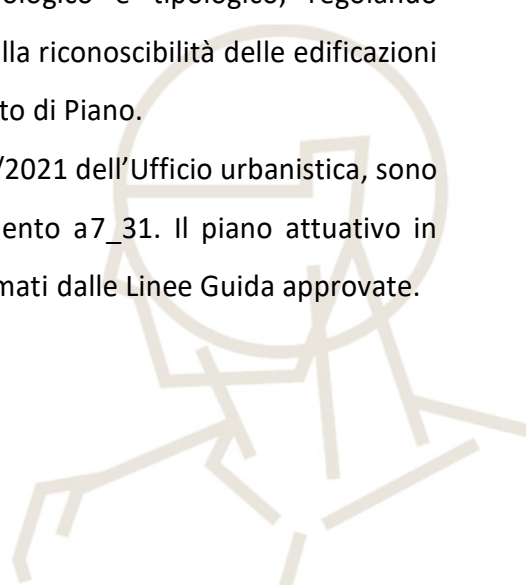 tipologico, regolando
lla riconoscibilità delle edificazioni
to di Piano.
/2021 dell’Ufficio urbanistica, sono
ento a7_31. Il piano attuativo in
mati dalle Linee Guida approvate.